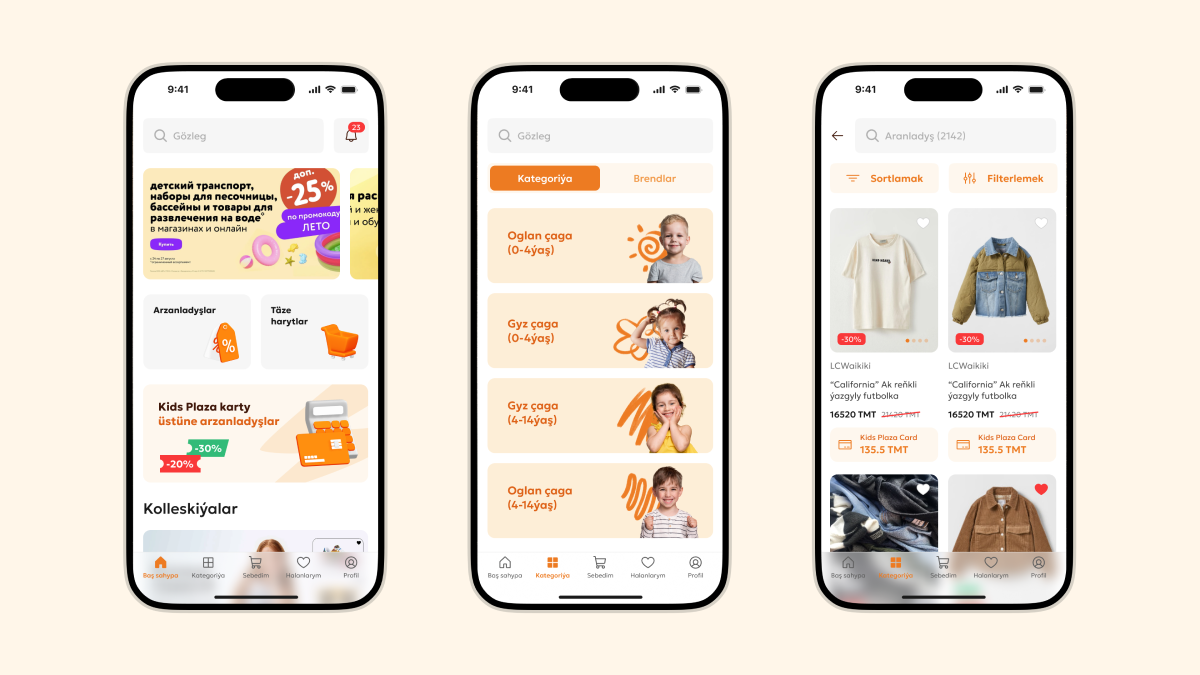 9:41
Gözleg
23
детский транспорт,
наборы для песочницы,
бассейны и товары для
развлечения на воде*
в магазинах и онлайн
Купить
доп.
-25%
по промокоду
ЛЕТО
Arzanladyşlar
%
Täze
harytlar
Kids Plaza karty
üstüne arzanladyşlar
-30%
-20%
Kolleskiýalar
Baş sahypa
Kategoriýa
Sebedim
Halanlarym
Profil
9:41
Gözleg
Kategoriýa
Brendlar
Oglan çaga
(0-4ýaş)
Gyz çaga
(0-4ýaş)
Gyz çaga
(4-14ýaş)
Oglan çaga
(4-14ýaş)
Baş sahypa
Kategoriýa
Sebedim
Halanlarym
Profil
9:41
Aranladyş (2142)
Sortlamak
Filterlemek
-30%
LCWaikiki
“California” Ak reňkli
ýazgyly futbolka
16520 TMT 21420 TMT
Kids Plaza Card
135.5 TMT
-30%
LCWaikiki
“California” Ak reňkli
ýazgyly futbolka
16520 TMT 21420 TMT
Kids Plaza Card
135.5 TMT
Baş sahypa
Kategoriýa
Sebedim
Halanlarym
Profil